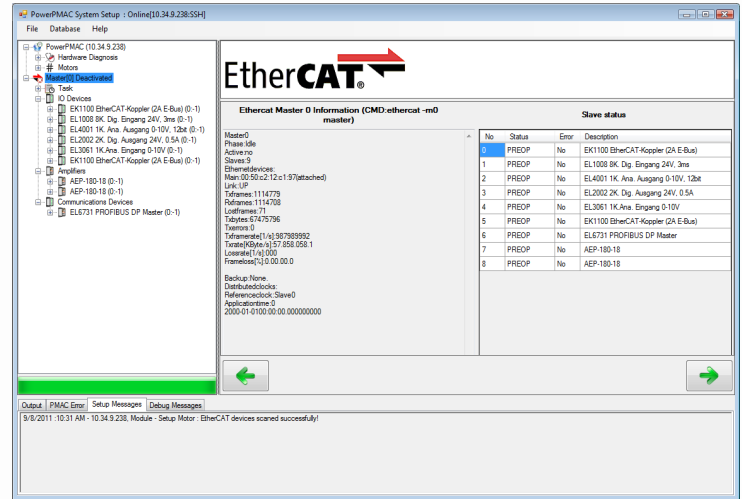 PowerPMAC System Setup : Online[10.34.9.238:SSH]
File Database Help
PowerPMAC (10.34.9.238)
Hardware Diagnosis
Motors
Master[0] Deactivated
Task
IO Devices
EK1100 EtherCAT-Koppler (2A E-Bus) (0:-1)
EL1008 8K. Dig. Eingang 24V, 3ms (0:-1)
EL4001 1K. Ana. Ausgang 0-10V, 12bit (0:-1)
EL2002 2K. Dig. Ausgang 24V, 0.5A (0:-1)
EL3061 1K.Ana. Eingang 0-10V (0:-1)
EK1100 EtherCAT-Koppler (2A E-Bus) (0:-1)
Amplifiers
AEP-180-18 (0:-1)
AEP-180-18 (0:-1)
Communications Devices
EL6731 PROFIBUS DP Master (0:-1)
EtherCAT®
Ethercat Master 0 Information (CMD:ethercat -m0 master)
Master0
Phase:Idle
Active:no
Slaves:9
Ethernetdevices:
Main:00:50:c2:12:c1:97(attached)
Link:UP
Txframes:1114779
Rxframes:1114708
Lostframes:71
Txbytes:67475796
Txerrors:0
Txframerate[1/s]:987989992
Txrate[KByte/s]:57.858.058.1
Lossrate[1/s]:000
Frameloss[%]:0.00.00.0
Backup:None.
Distributedclocks:
Referenceclock:Slave0
Applicationtime:0
2000-01-0100:00:00.000000000
Slave status
No Status Error Description
0 PREOP No EK1100 EtherCAT-Koppler (2A E-Bus)
1 PREOP No EL1008 8K. Dig. Eingang 24V, 3ms
2 PREOP No EL4001 1K. Ana. Ausgang 0-10V, 12bit
3 PREOP No EL2002 2K. Dig. Ausgang 24V, 0.5A
4 PREOP No EL3061 1K.Ana. Eingang 0-10V
5 PREOP No EK1100 EtherCAT-Koppler (2A E-Bus)
6 PREOP No EL6731 PROFIBUS DP Master
7 PREOP No AEP-180-18
8 PREOP No AEP-180-18
Output PMAC Error Setup Messages Debug Messages
9/8/2011 :10:31 AM - 10.34.9.238, Module - Setup Motor : EtherCAT devices scaned successfully!